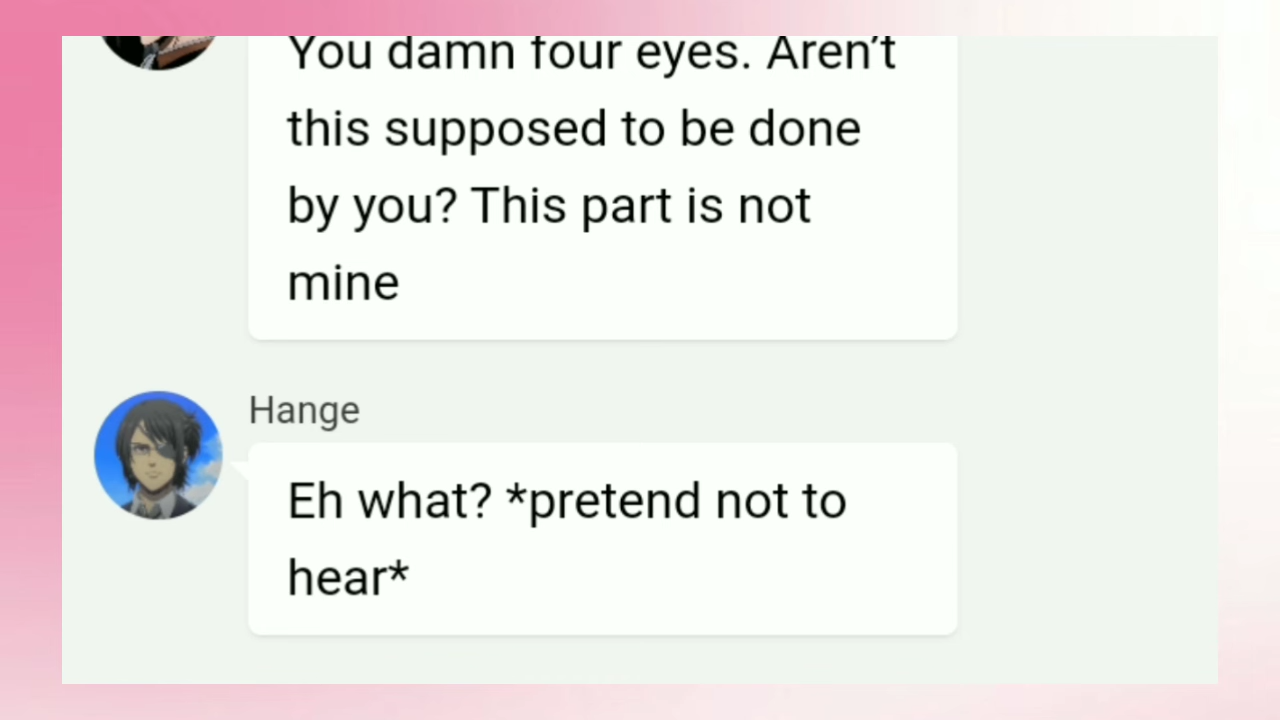 You damn four eyes. Aren’t
this supposed to be done
by you? This part is not
mine
Hange
Eh what? *pretend not to
hear*